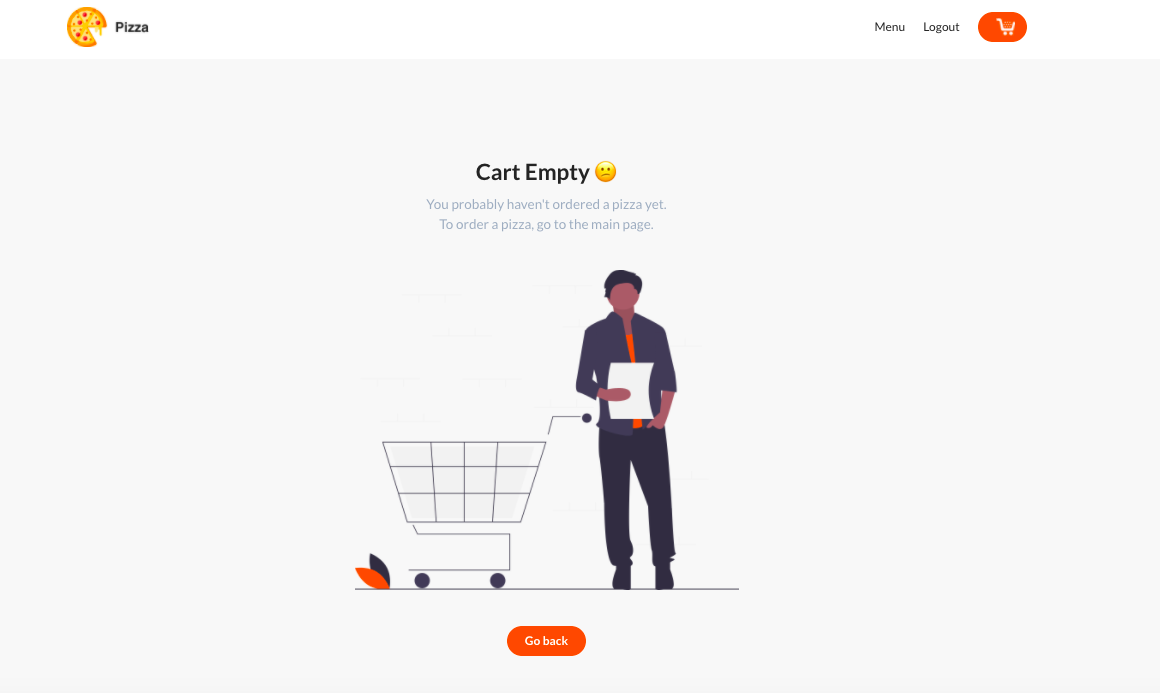 Pizza
Menu Logout
Cart Empty 😕
You probably haven't ordered a pizza yet.
To order a pizza, go to the main page.
Go back